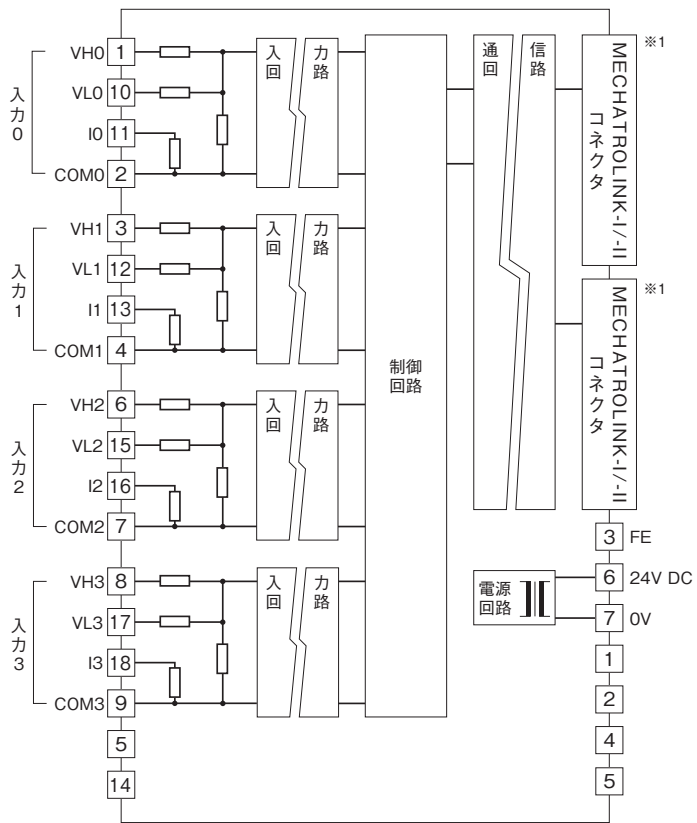 入力0
VH0 1
VL0 10
I0 11
COM0 2
入力回路
入力1
VH1 3
VL1 12
I1 13
COM1 4
入力回路
入力2
VH2 6
VL2 15
I2 16
COM2 7
入力回路
入力3
VH3 8
VL3 17
I3 18
COM3 9
入力回路
5
14
制御
回路
通信回路
MECHATROLINK-I/-II
コネクタ
※1
MECHATROLINK-I/-II
コネクタ
※1
電源
回路
3 FE
6 24V DC
7 0V
1
2
4
5